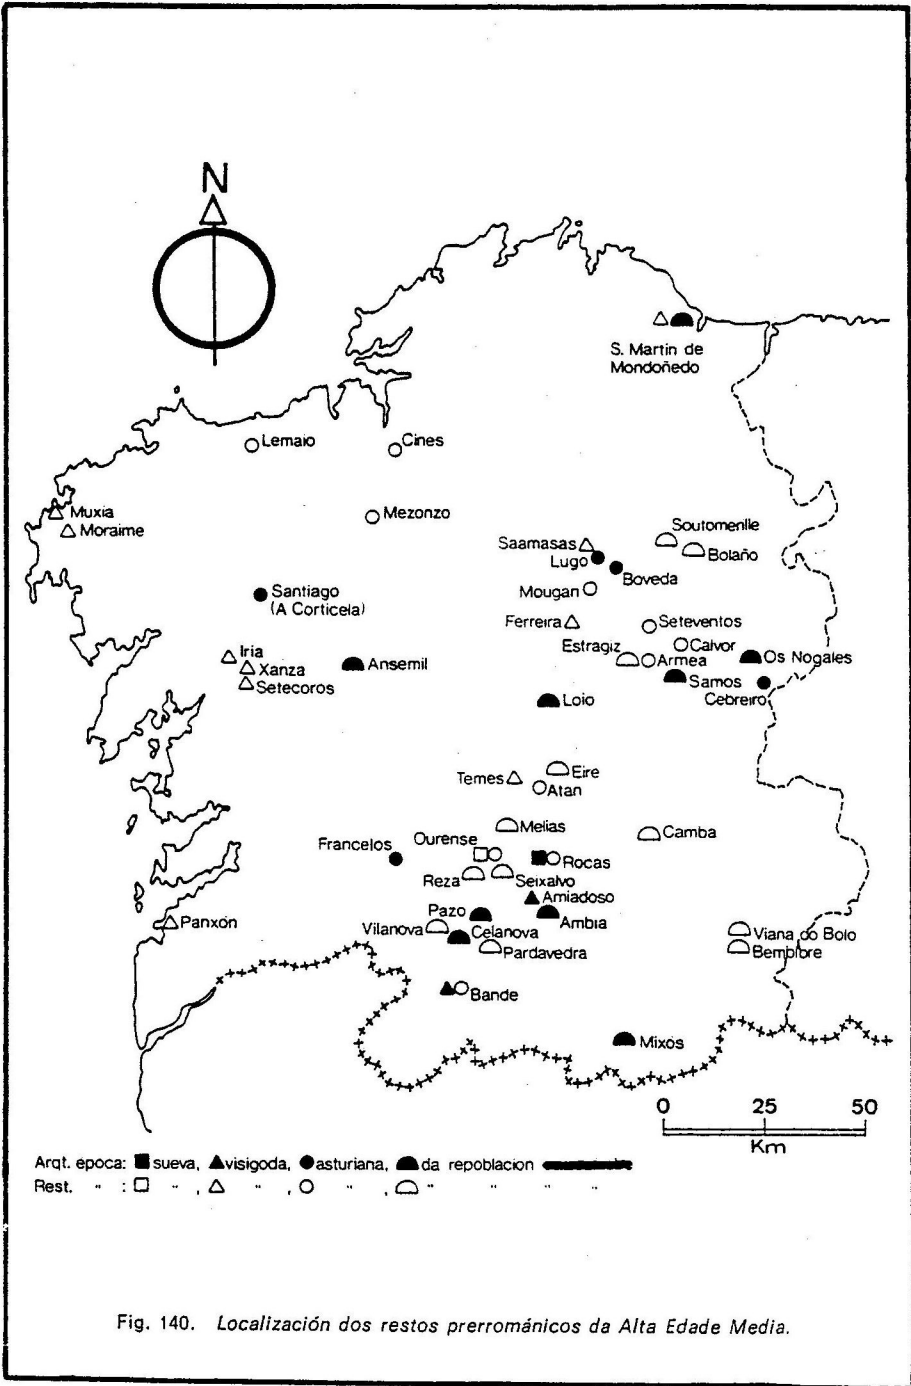 N
S. Martin de
Mondoñedo
Lemaio
Cines
Muxia
Moraime
Mezonzo
Soutomerille
Saamasas
Bolaño
Lugo
Boveda
Santiago
(A Corticela)
Mougan
Ferreira
Seteventos
Estragiz
Calvor
Iria
Xanza
Setecoros
Ansemil
Armea
Os Nogales
Samos
Cebreiro
Loio
Temes
Eire
Atan
Melias
Camba
Francelos
Ourense
Rocas
Reza
Seixalvo
Amiadoso
Pazo
Ambia
Panxón
Vilanova
Celanova
Pardavedra
Viana do Bolo
Bembibre
Bande
Mixós
0 25 50
Km
Arqt. epoca: sueva, visigoda, asturiana, da repoblacion
Rest. " : " , " , " , " " "
Fig. 140. Localización dos restos prerrománicos da Alta Edade Media.